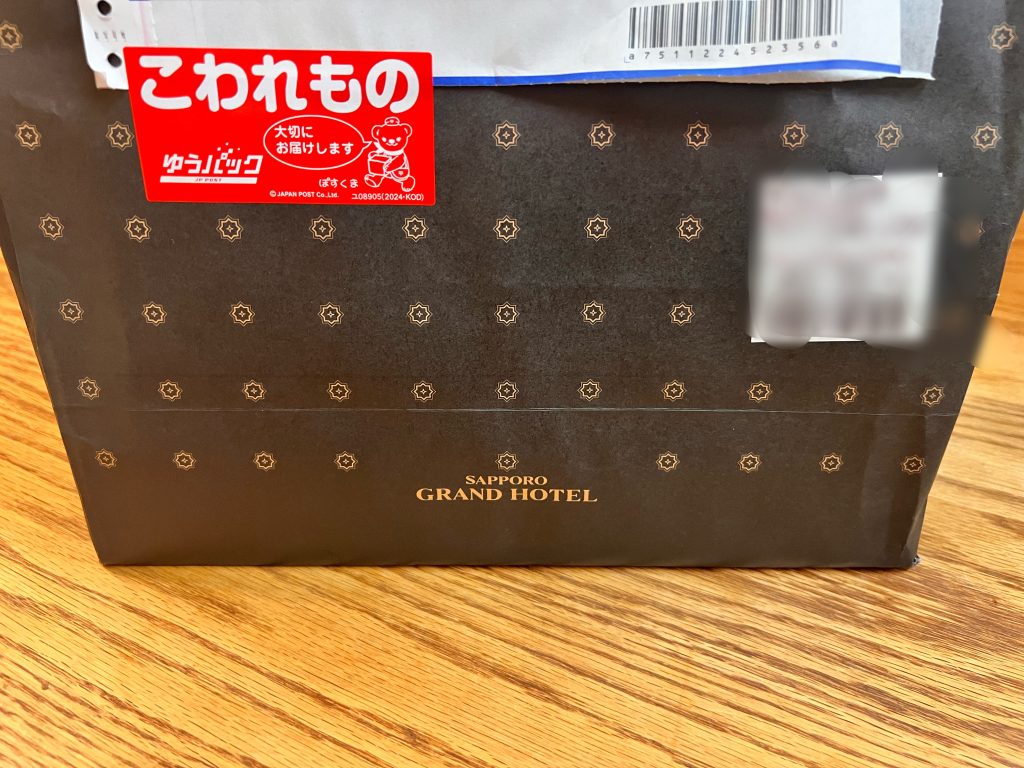 a751122452356a
こわれもの
大切に
お届けします
ゆうパック
JP POST
ぽすくま
© JAPAN POST Co.,Ltd. ユ08905(2024-KOD)
SAPPORO
GRAND HOTEL